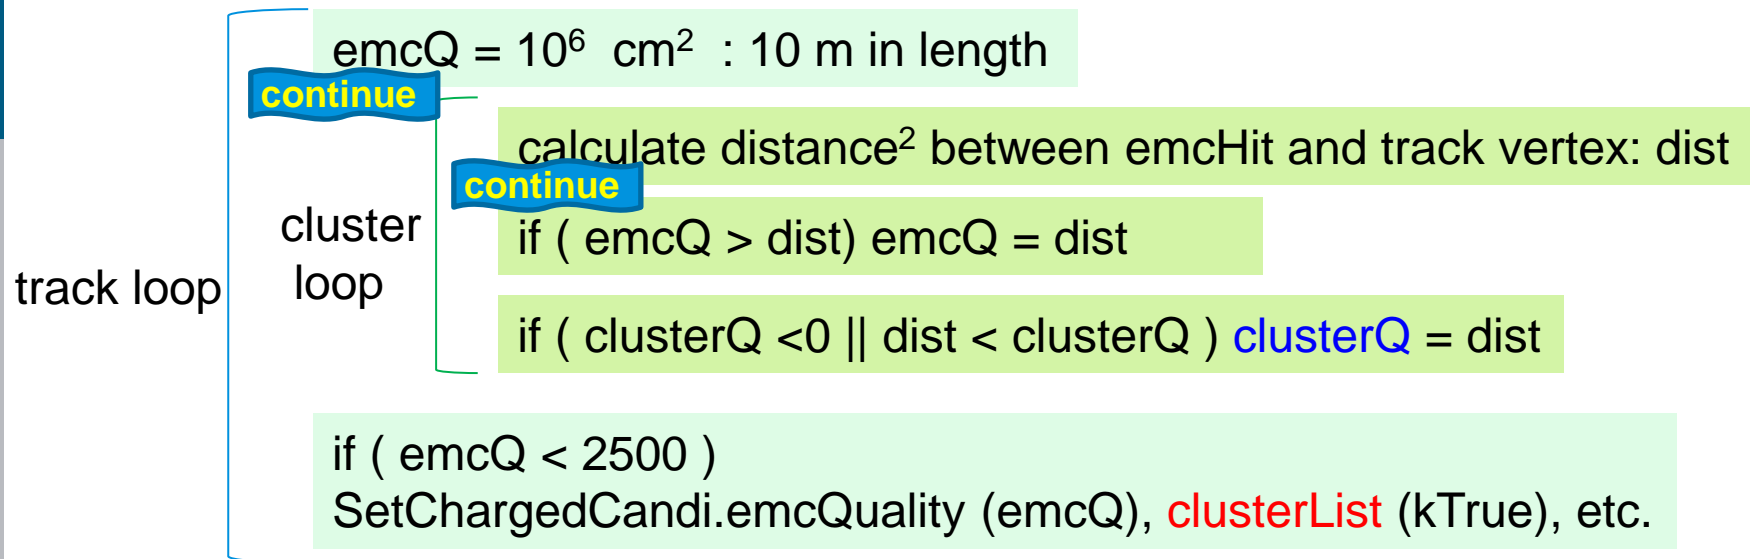 emcQ = 10⁶ cm² : 10 m in length
continue
calculate distance² between emcHit and track vertex: dist
continue
cluster
loop
if ( emcQ > dist) emcQ = dist
track loop
if ( clusterQ <0 || dist < clusterQ ) clusterQ = dist
if ( emcQ < 2500 )
SetChargedCandi.emcQuality (emcQ), clusterList (kTrue), etc.